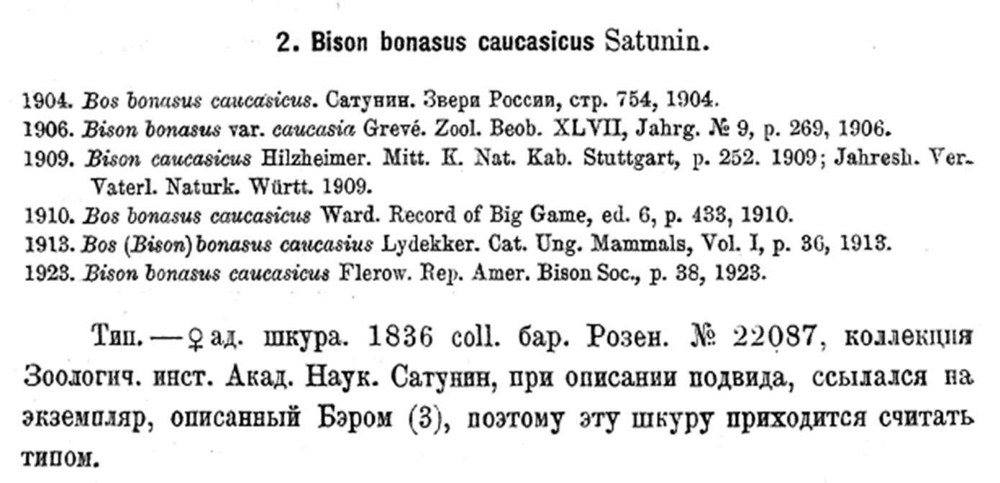 2. Bison bonasus caucasicus Satunin.
1904. Bos bonasus caucasicus. Сатунин. Звери России, стр. 754, 1904.
1906. Bison bonasus var. caucasia Grevé. Zool. Beob. XLVII, Jahrg. № 9, p. 269, 1906.
1909. Bison caucasicus Hilzheimer. Mitt. K. Nat. Kab. Stuttgart, p. 252. 1909; Jahresh. Ver-
Vaterl. Naturk. Württ. 1909.
1910. Bos bonasus caucasicus Ward. Record of Big Game, ed. 6, p. 433, 1910.
1913. Bos (Bison) bonasus caucasius Lydekker. Cat. Ung. Mammals, Vol. I, p. 36, 1913.
1923. Bison bonasus caucasicus Flerow. Rep. Amer. Bison Soc., p. 38, 1923.
Тип. — ♀ ад. шкура. 1836 coll. бар. Розен. № 22087, коллекция
Зоологич. инст. Акад. Наук. Сатунин, при описании подвида, ссылался на
экземпляр, описанный Бэром (3), поэтому эту шкуру приходится считать
типом.